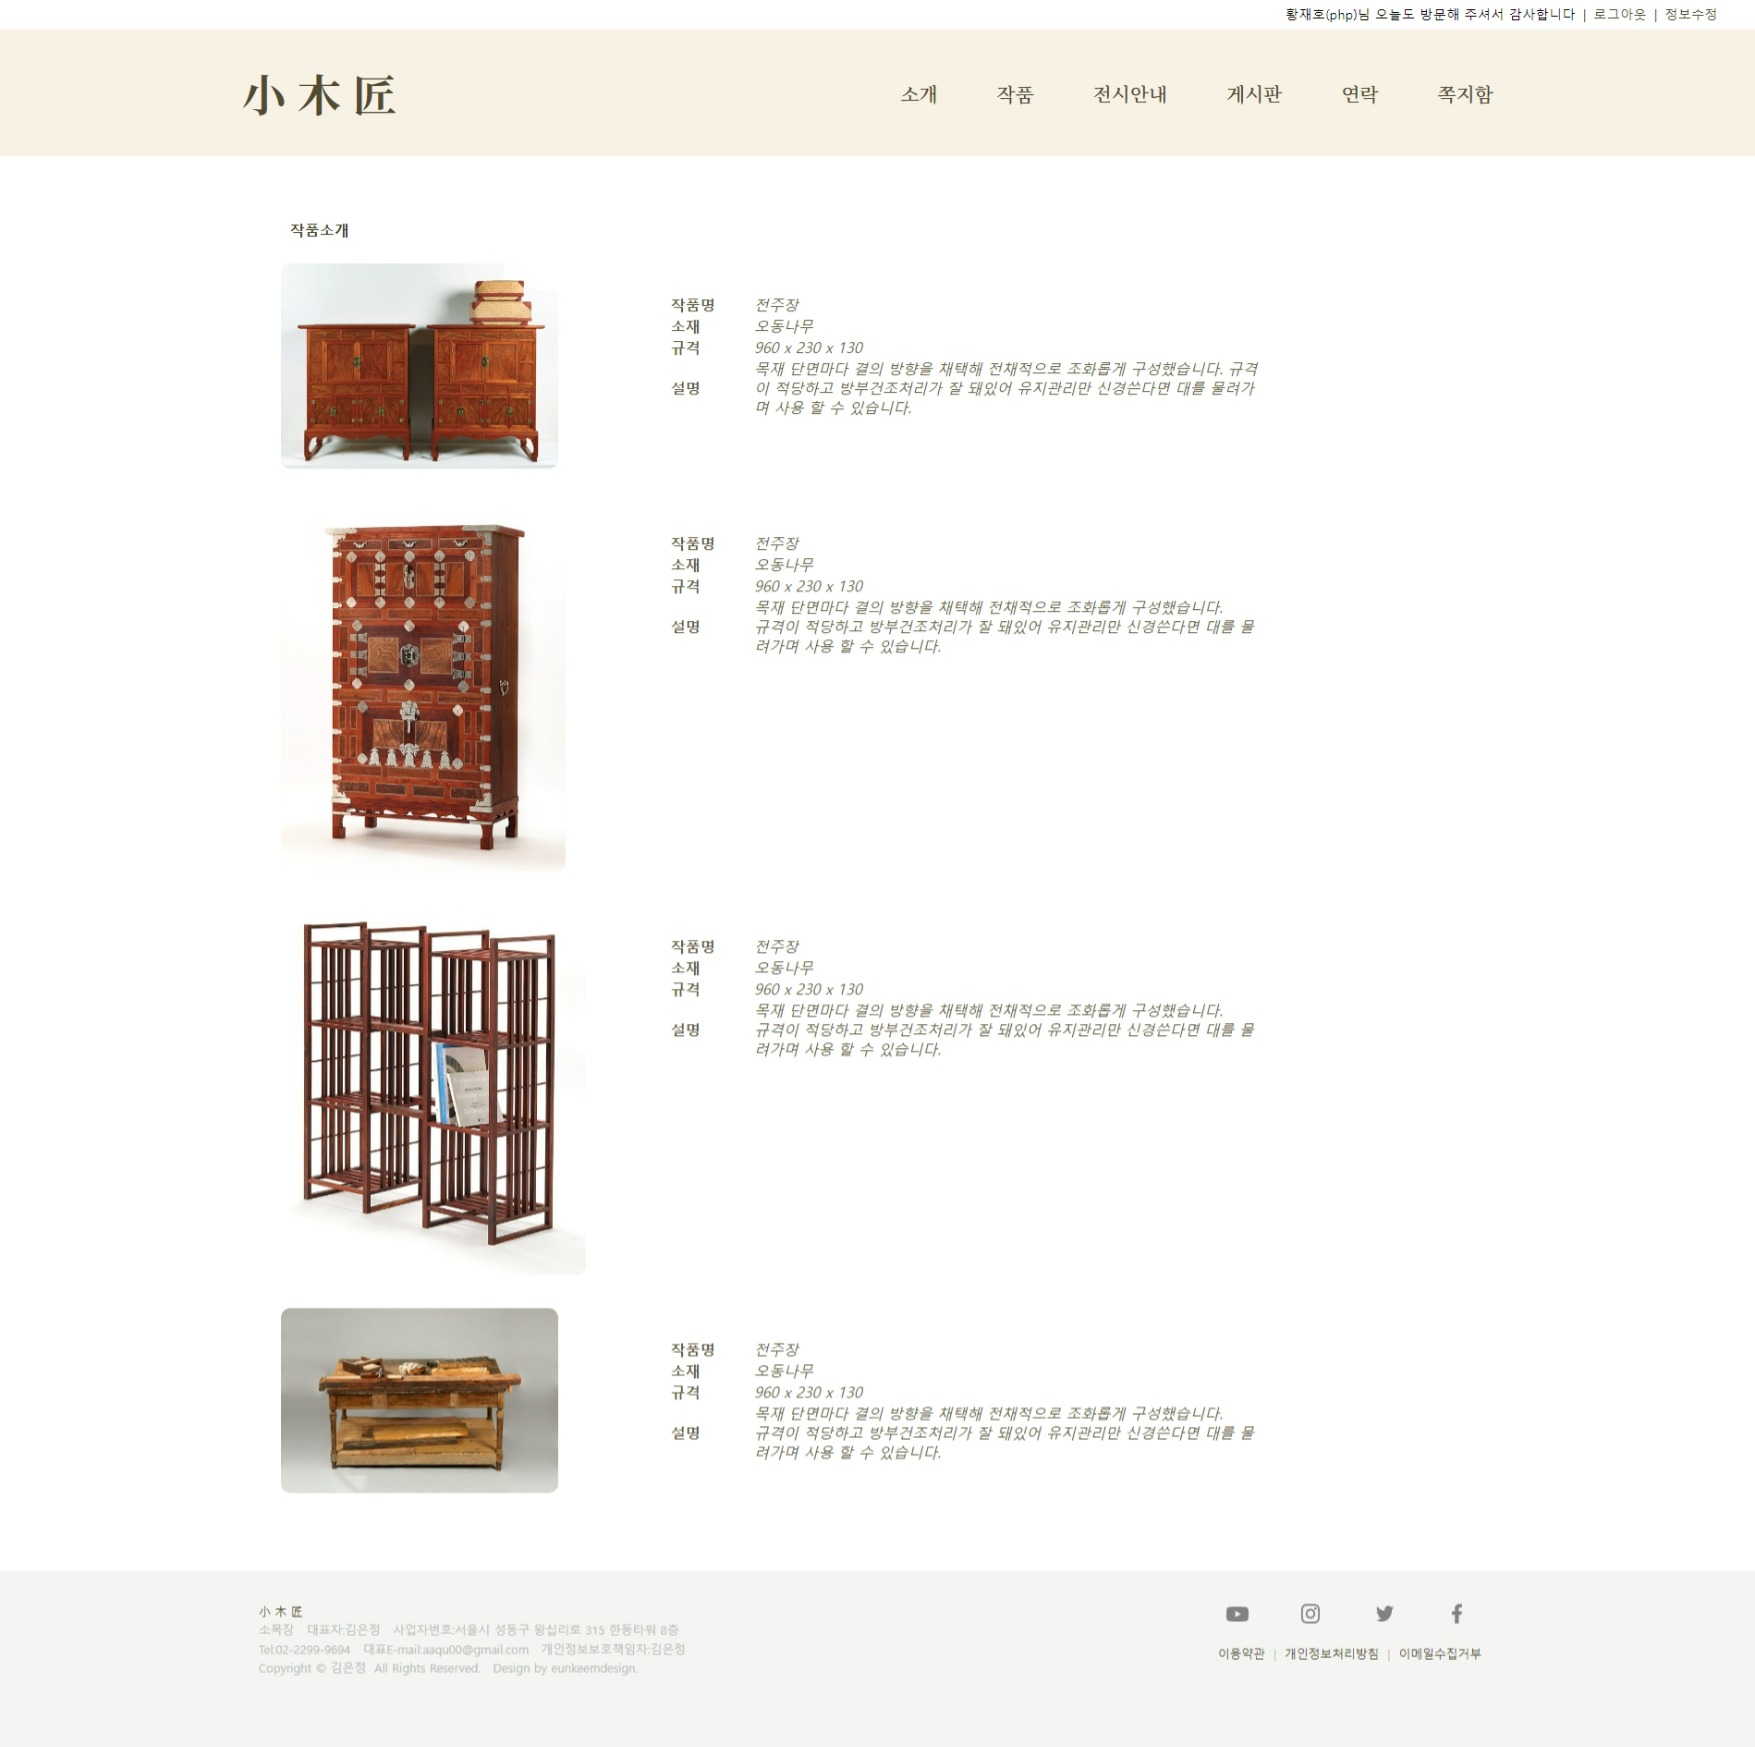 황재호(php)님 오늘도 방문해 주셔서 감사합니다 | 로그아웃 | 정보수정
小木匠
소개 작품 전시안내 게시판 연락 쪽지함
작품소개
작품명 전주장
소재 오동나무
규격 960 x 230 x 130
설명 목재 단면마다 결의 방향을 채택해 전채적으로 조화롭게 구성했습니다. 규격
이 적당하고 방부건조처리가 잘 돼있어 유지관리만 신경쓴다면 대를 물려가
며 사용 할 수 있습니다.
작품명 전주장
소재 오동나무
규격 960 x 230 x 130
설명 목재 단면마다 결의 방향을 채택해 전채적으로 조화롭게 구성했습니다.
규격이 적당하고 방부건조처리가 잘 돼있어 유지관리만 신경쓴다면 대를 물
려가며 사용 할 수 있습니다.
작품명 전주장
소재 오동나무
규격 960 x 230 x 130
설명 목재 단면마다 결의 방향을 채택해 전채적으로 조화롭게 구성했습니다.
규격이 적당하고 방부건조처리가 잘 돼있어 유지관리만 신경쓴다면 대를 물
려가며 사용 할 수 있습니다.
작품명 전주장
소재 오동나무
규격 960 x 230 x 130
설명 목재 단면마다 결의 방향을 채택해 전채적으로 조화롭게 구성했습니다.
규격이 적당하고 방부건조처리가 잘 돼있어 유지관리만 신경쓴다면 대를 물
려가며 사용 할 수 있습니다.
小木匠
소목장 대표자:김은정 사업자번호:서울시 성동구 왕십리로 315 한동타워 8층
Tel:02-2299-9694 대표E-mail:aaqu00@gmail.com 개인정보보호책임자:김은정
Copyright © 김은정 All Rights Reserved. Design by eunkeemdesign.
이용약관 | 개인정보처리방침 | 이메일수집거부